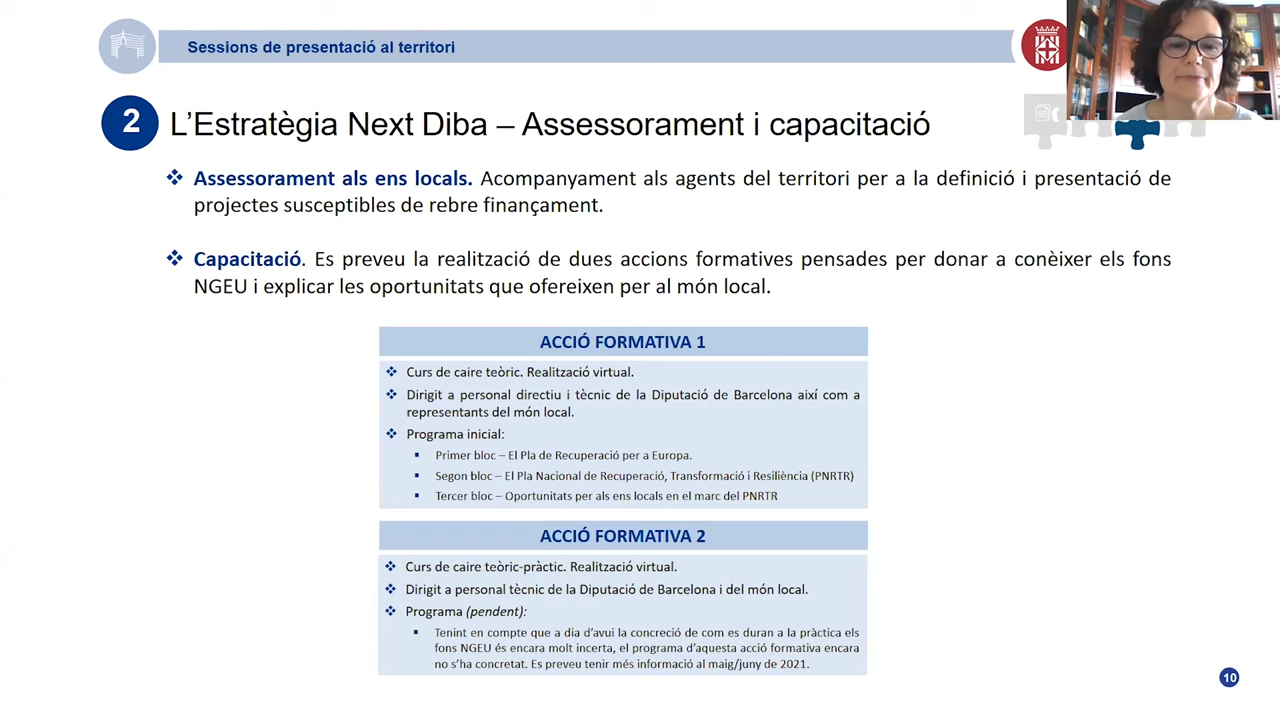 Sessions de presentació al territori
2
L’Estratègia Next Diba – Assessorament i capacitació
Assessorament als ens locals. Acompanyament als agents del territori per a la definició i presentació de
projectes susceptibles de rebre finançament.
Capacitació. Es preveu la realització de dues accions formatives pensades per donar a conèixer els fons
NGEU i explicar les oportunitats que ofereixen per al món local.
ACCIÓ FORMATIVA 1
Curs de caire teòric. Realització virtual.
Dirigit a personal directiu i tècnic de la Diputació de Barcelona així com a
representants del món local.
Programa inicial:
Primer bloc – El Pla de Recuperació per a Europa.
Segon bloc – El Pla Nacional de Recuperació, Transformació i Resiliència (PNRTR)
Tercer bloc – Oportunitats per als ens locals en el marc del PNRTR
ACCIÓ FORMATIVA 2
Curs de caire teòric-pràctic. Realització virtual.
Dirigit a personal tècnic de la Diputació de Barcelona i del món local.
Programa (pendent):
Tenint en compte que a dia d’avui la concreció de com es duran a la pràctica els
fons NGEU és encara molt incerta, el programa d’aquesta acció formativa encara
no s’ha concretat. Es preveu tenir més informació al maig/juny de 2021.
10